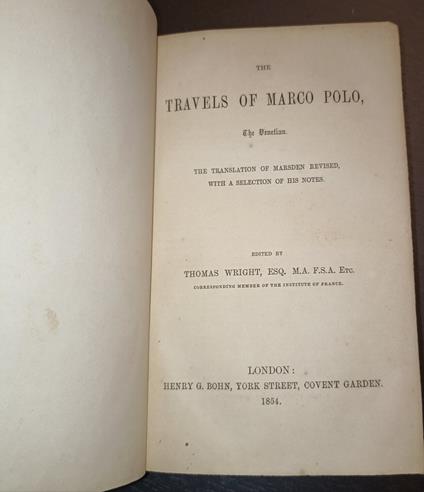 THE
TRAVELS OF MARCO POLO,
The Venetian.
THE TRANSLATION OF MARSDEN REVISED,
WITH A SELECTION OF HIS NOTES.
EDITED BY
THOMAS WRIGHT, ESQ. M.A. F.S.A. ETC.
CORRESPONDING MEMBER OF THE INSTITUTE OF FRANCE.
LONDON:
HENRY G. BOHN, YORK STREET, COVENT GARDEN.
1854.